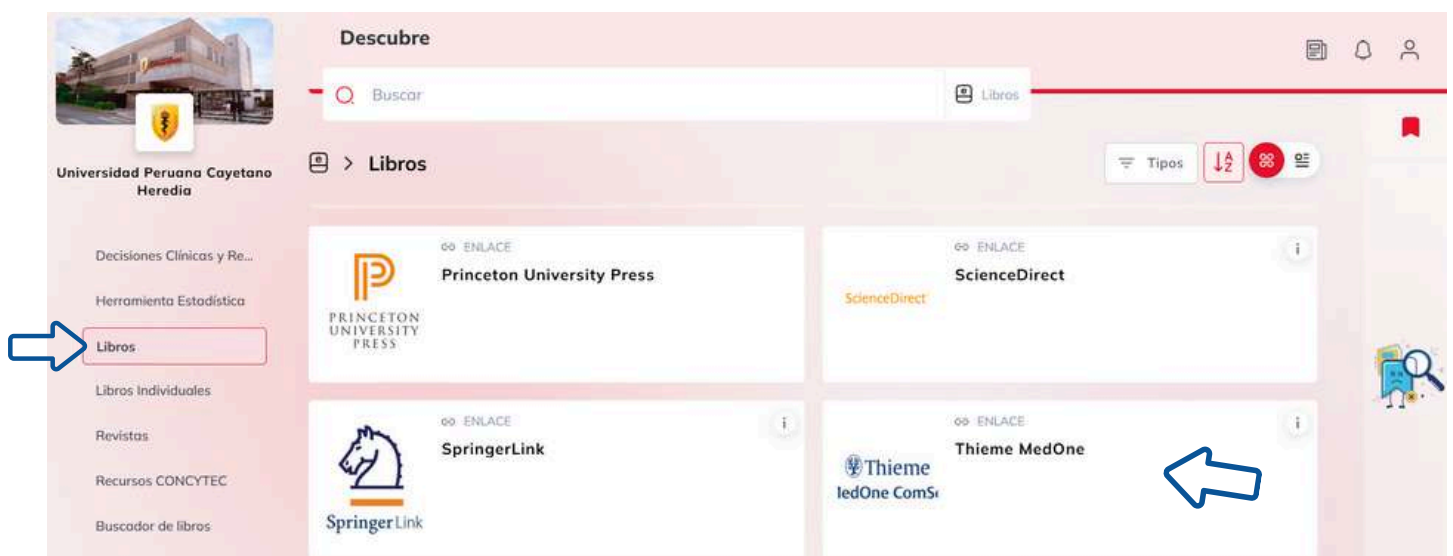 Descubre
Buscar
Libros
Universidad Peruana Cayetano
Heredia
Libros
Tipos
Decisiones Clínicas y Re...
Herramienta Estadística
Libros
Libros Individuales
Revistas
Recursos CONCYTEC
Buscador de libros
PRINCETON
UNIVERSITY
PRESS
ENLACE
Princeton University Press
ScienceDirect
ENLACE
ScienceDirect
i
SpringerLink
ENLACE
SpringerLink
i
Thieme
ledOne ComS
ENLACE
Thieme MedOne
i